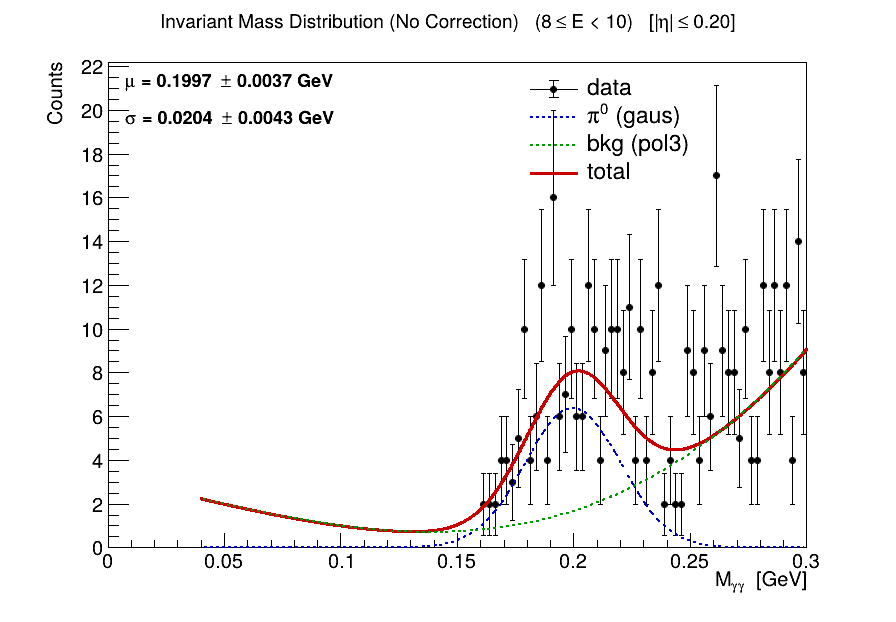 Invariant Mass Distribution (No Correction) (8 ≤ E < 10) [|η| ≤ 0.20]
Counts
μ = 0.1997 ± 0.0037 GeV
σ = 0.0204 ± 0.0043 GeV
data
π⁰ (gaus)
bkg (pol3)
total
22
20
18
16
14
12
10
8
6
4
2
0
0 0.05 0.1 0.15 0.2 0.25 0.3
Mγγ [GeV]